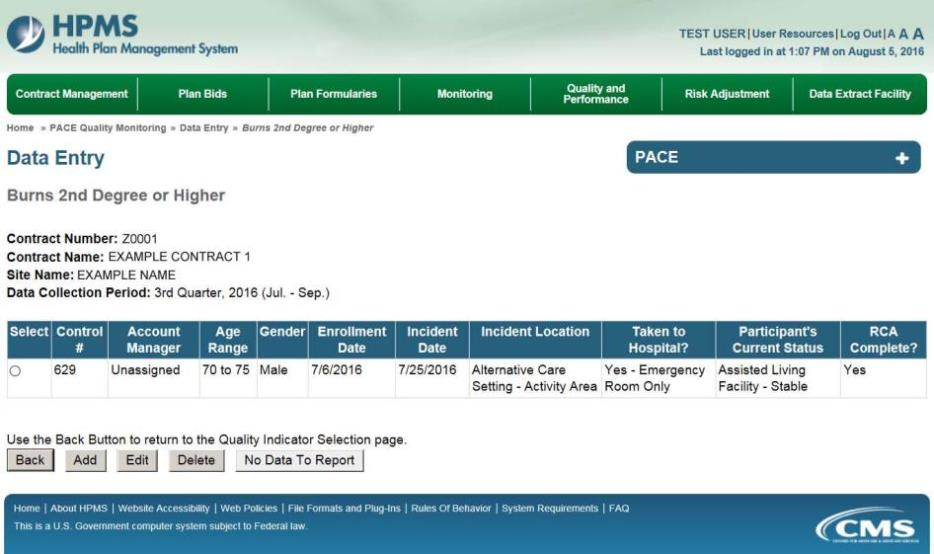 HPMS
Health Plan Management System
TEST USER|User Resources|Log Out|A A A
Last logged in at 1:07 PM on August 5, 2016
Contract Management Plan Bids Plan Formularies Monitoring Quality and Performance Risk Adjustment Data Extract Facility
Home » PACE Quality Monitoring » Data Entry » Burns 2nd Degree or Higher
Data Entry
PACE +
Burns 2nd Degree or Higher
Contract Number: Z0001
Contract Name: EXAMPLE CONTRACT 1
Site Name: EXAMPLE NAME
Data Collection Period: 3rd Quarter, 2016 (Jul. - Sep.)
Select Control # Account Manager Age Range Gender Enrollment Date Incident Date Incident Location Taken to Hospital? Participant's Current Status RCA Complete?
629 Unassigned 70 to 75 Male 7/6/2016 7/25/2016 Alternative Care Setting - Activity Area Yes - Emergency Room Only Assisted Living Facility - Stable Yes
Use the Back Button to return to the Quality Indicator Selection page.
Back Add Edit Delete No Data To Report
Home | About HPMS | Website Accessibility | Web Policies | File Formats and Plug-Ins | Rules Of Behavior | System Requirements | FAQ
This is a U.S. Government computer system subject to Federal law.
CMS